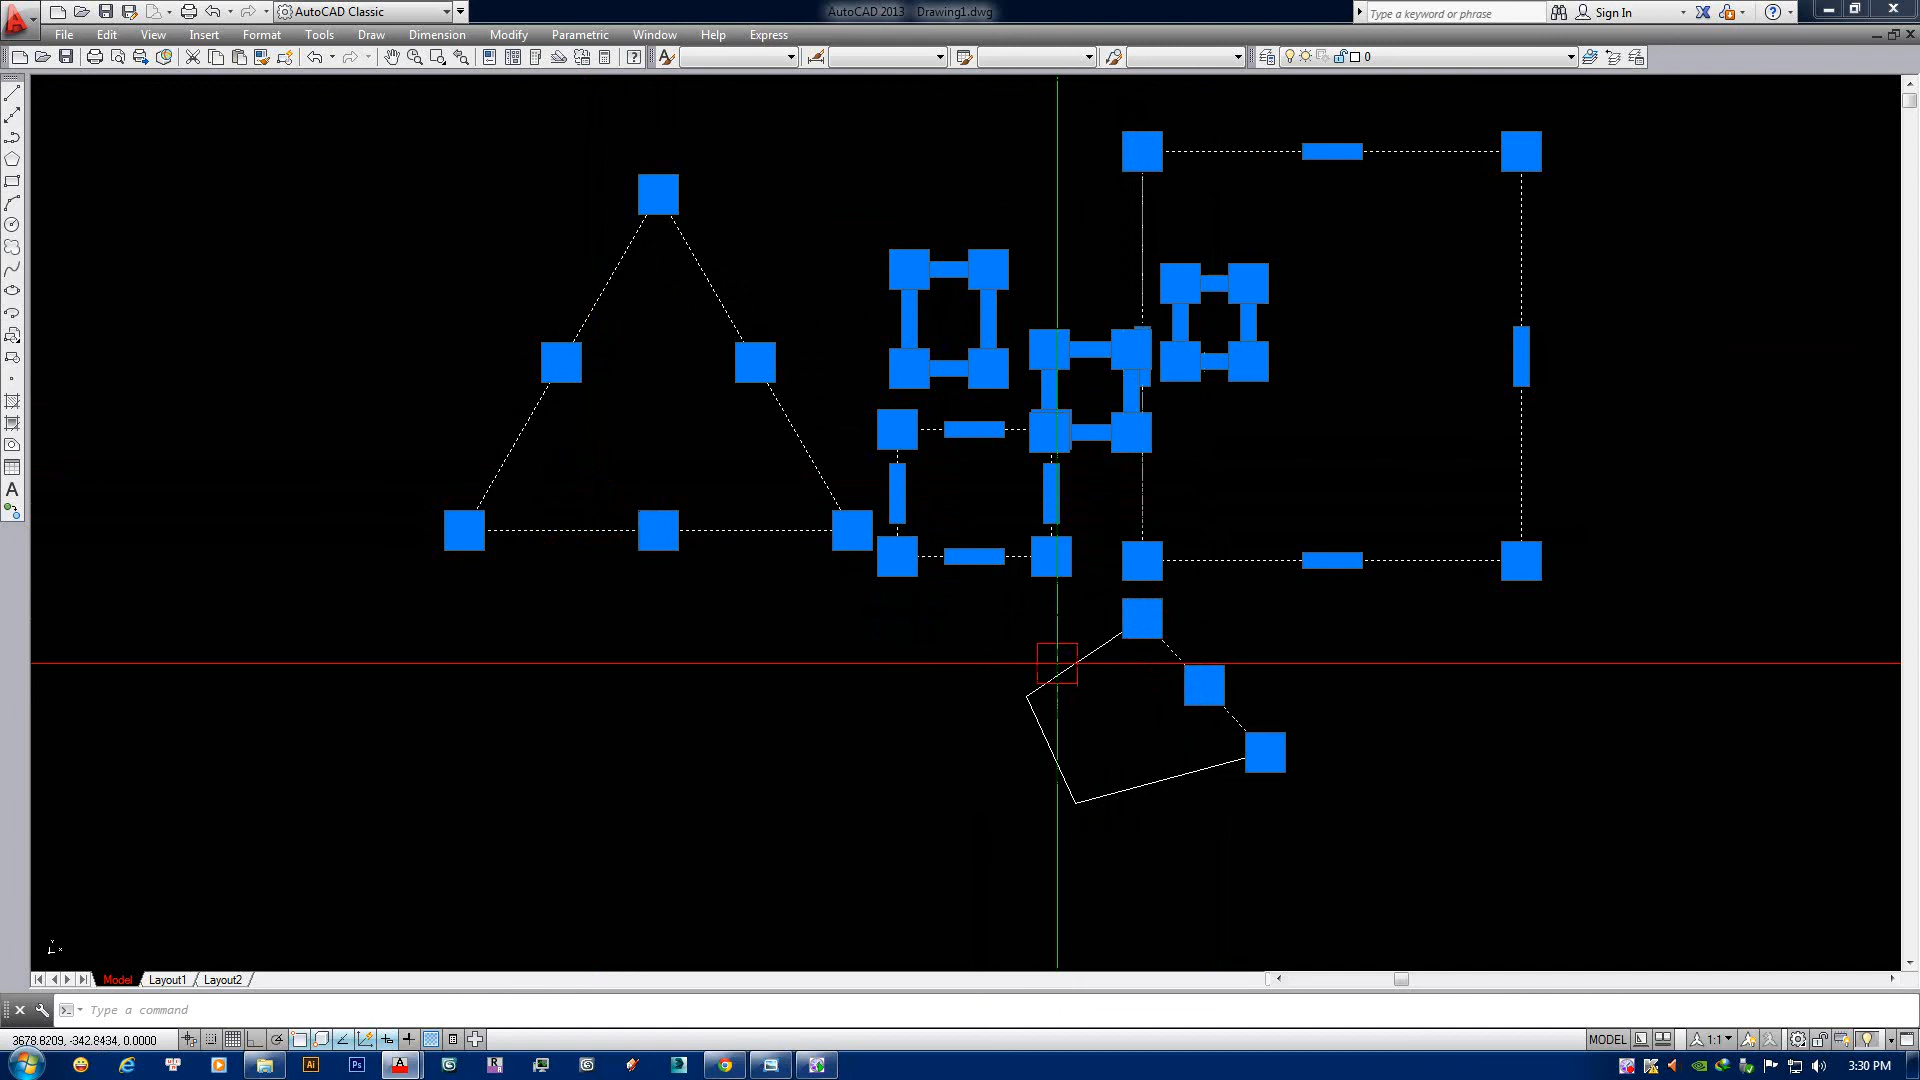 AutoCAD Classic
AutoCAD 2013 Drawing1.dwg
Type a keyword or phrase
Sign In
File Edit View Insert Format Tools Draw Dimension Modify Parametric Window Help Express
0
A
Model Layout1 Layout2
Type a command
3678.8209, -342.8434, 0.0000
MODEL
1:1
Ai
Ps
3:30 PM